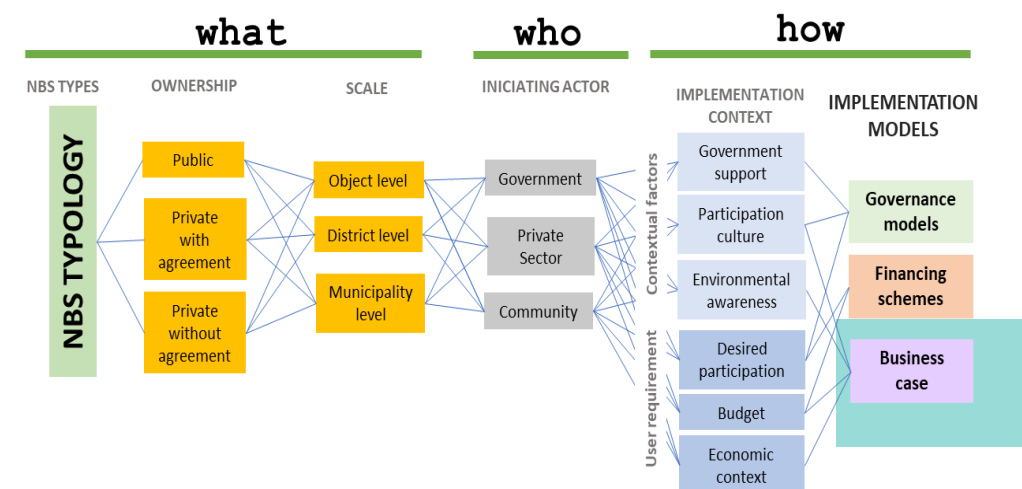 what
who
how
NBS TYPES
OWNERSHIP
SCALE
INICIATING ACTOR
IMPLEMENTATION
CONTEXT
IMPLEMENTATION
MODELS
NBS TYPOLOGY
Public
Private
with
agreement
Private
without
agreement
Object level
District level
Municipality
level
Government
Private
Sector
Community
Contextual factors
User requirement
Government
support
Participation
culture
Environmental
awareness
Desired
participation
Budget
Economic
context
Governance
models
Financing
schemes
Business
case